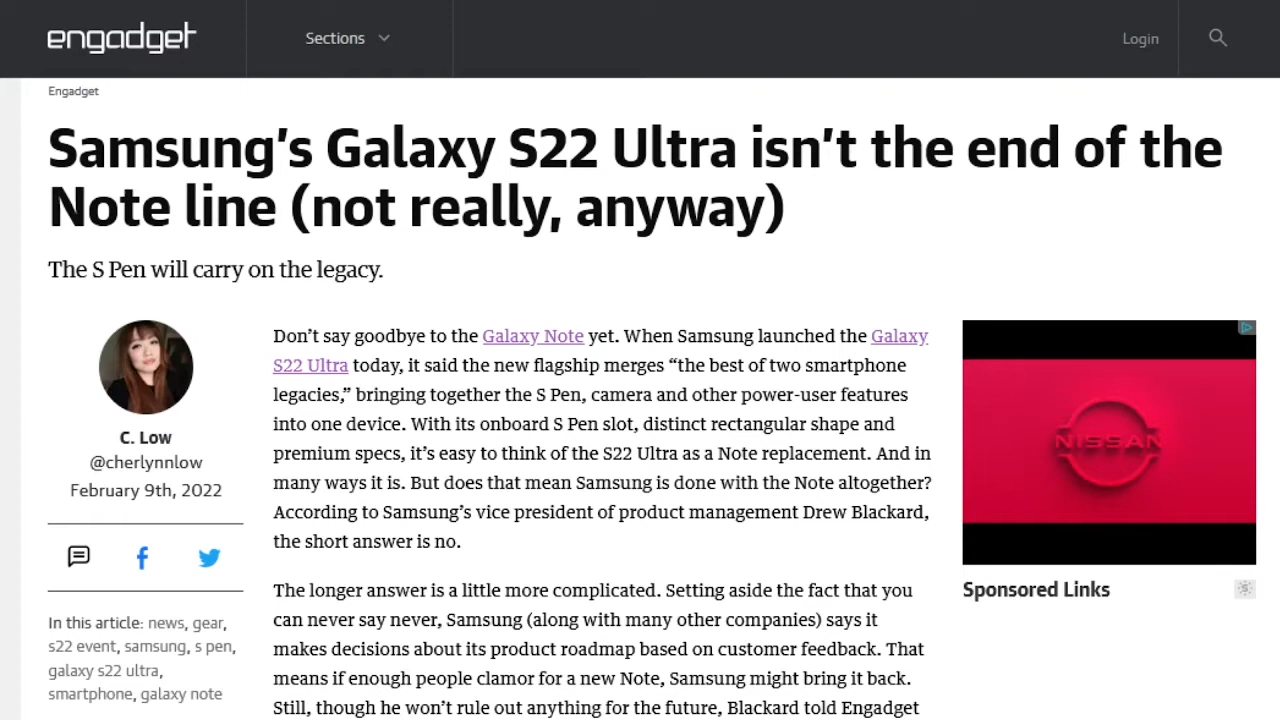 engadget
Sections
Login
Engadget
Samsung’s Galaxy S22 Ultra isn’t the end of the
Note line (not really, anyway)
The S Pen will carry on the legacy.
C. Low
@cherlynnlow
February 9th, 2022
In this article: news, gear,
s22 event, samsung, s pen,
galaxy s22 ultra,
smartphone, galaxy note
Don’t say goodbye to the Galaxy Note yet. When Samsung launched the Galaxy
S22 Ultra today, it said the new flagship merges “the best of two smartphone
legacies,” bringing together the S Pen, camera and other power-user features
into one device. With its onboard S Pen slot, distinct rectangular shape and
premium specs, it’s easy to think of the S22 Ultra as a Note replacement. And in
many ways it is. But does that mean Samsung is done with the Note altogether?
According to Samsung’s vice president of product management Drew Blackard,
the short answer is no.
The longer answer is a little more complicated. Setting aside the fact that you
can never say never, Samsung (along with many other companies) says it
makes decisions about its product roadmap based on customer feedback. That
means if enough people clamor for a new Note, Samsung might bring it back.
Still, though he won’t rule out anything for the future, Blackard told Engadget
NISSAN
Sponsored Links